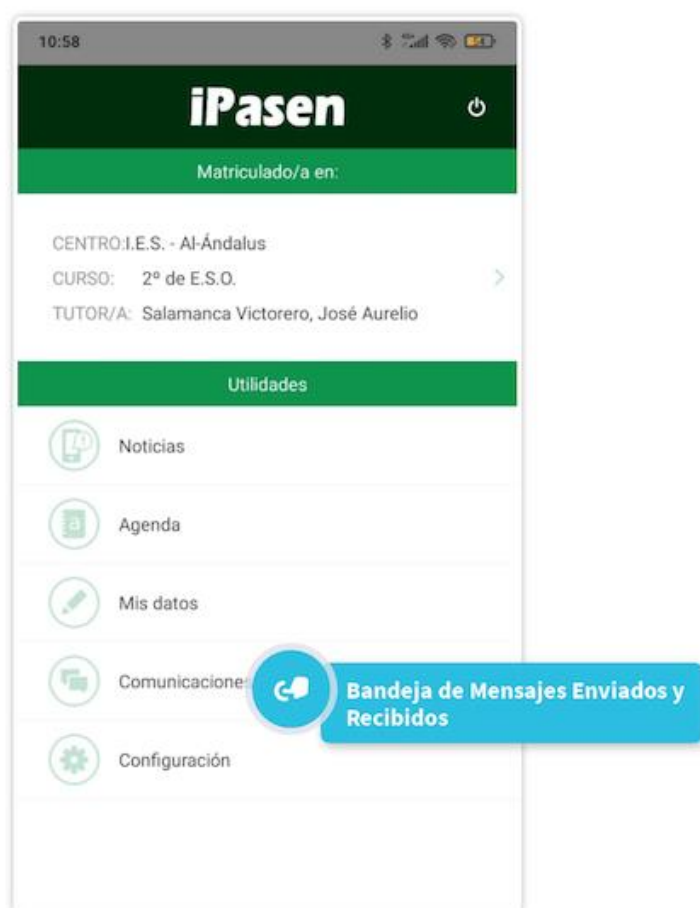 10:58
iPasen
Matriculado/a en:
CENTRO:I.E.S. - Al-Ándalus
CURSO: 2º de E.S.O.
TUTOR/A: Salamanca Victorero, José Aurelio
Utilidades
Noticias
Agenda
Mis datos
Comunicacione
Bandeja de Mensajes Enviados y
Recibidos
Configuración